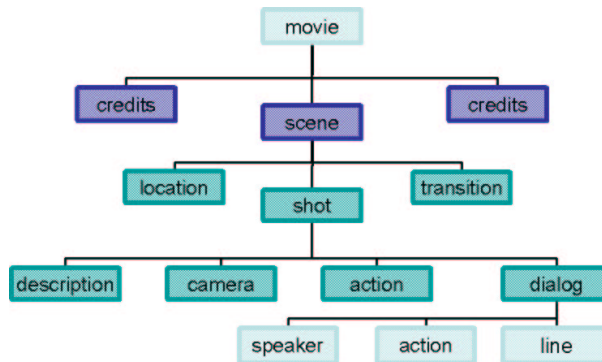 movie
credits
credits
scene
location
transition
shot
description
camera
action
dialog
speaker
action
line